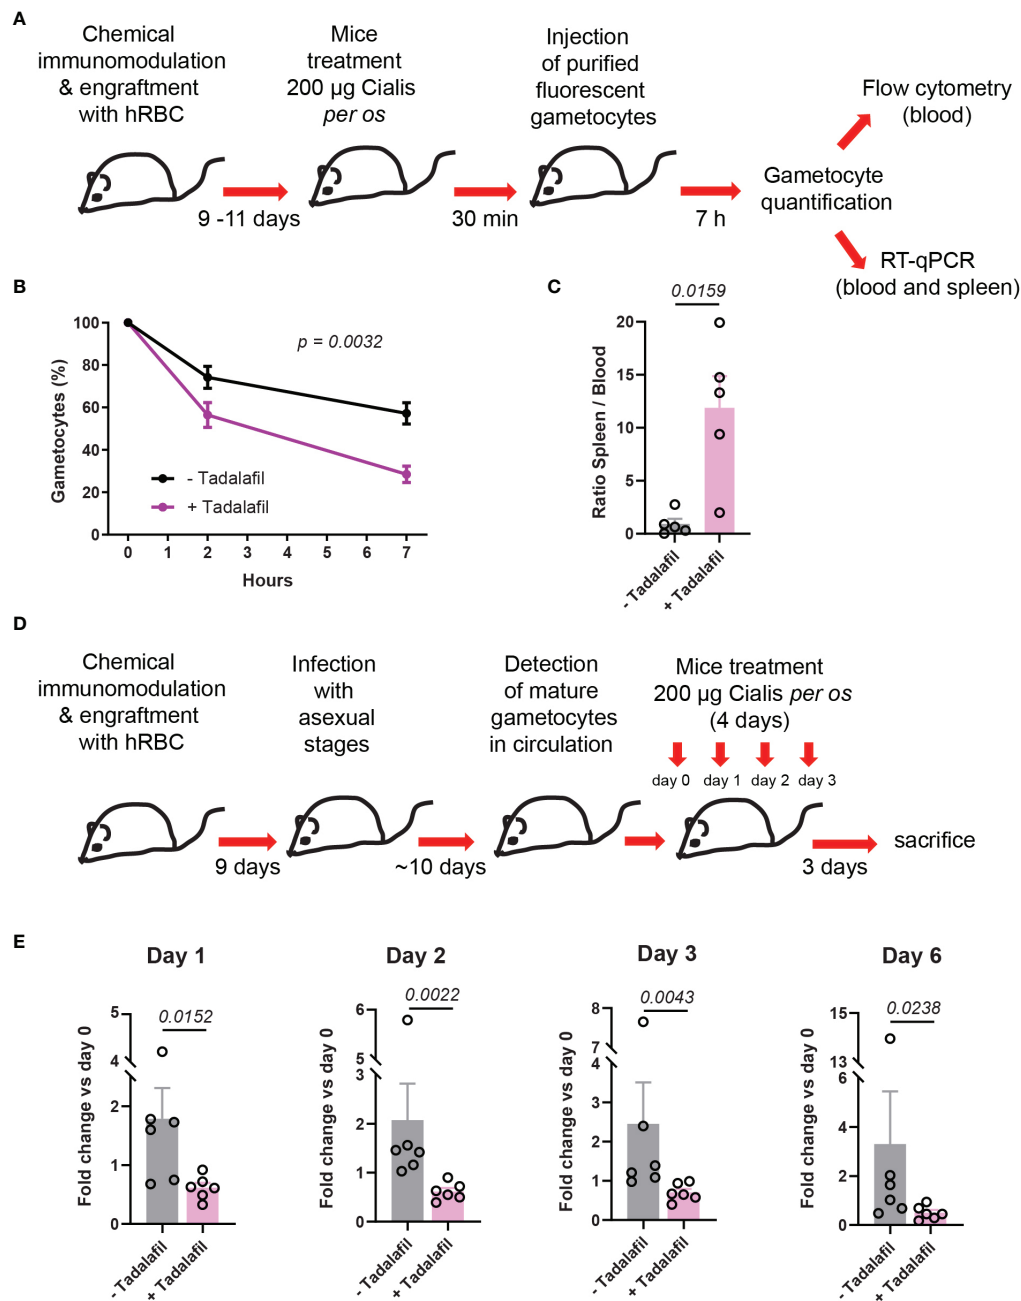 A
Chemical
immunomodulation
& engraftment
with hRBC
Mice
treatment
200 µg Cialis
per os
Injection
of purified
fluorescent
gametocytes
9 -11 days
30 min
7 h
Gametocyte
quantification
Flow cytometry
(blood)
RT-qPCR
(blood and spleen)
B
Gametocytes (%)
100
80
60
40
20
0
p = 0.0032
- Tadalafil
+ Tadalafil
0 1 2 3 4 5 6 7
Hours
C
0.0159
Ratio Spleen / Blood
20
15
10
5
0
- Tadalafil
+ Tadalafil
D
Chemical
immunomodulation
& engraftment
with hRBC
Infection
with
asexual
stages
Detection
of mature
gametocytes
in circulation
Mice treatment
200 µg Cialis per os
(4 days)
day 0 day 1 day 2 day 3
9 days
~10 days
3 days
sacrifice
E
Day 1
0.0152
Fold change vs day 0
5
4
2
1
0
- Tadalafil
+ Tadalafil
Day 2
0.0022
Fold change vs day 0
6
5
3
2
1
0
- Tadalafil
+ Tadalafil
Day 3
0.0043
Fold change vs day 0
8
7
4
3
2
1
0
- Tadalafil
+ Tadalafil
Day 6
0.0238
Fold change vs day 0
15
13
6
4
2
0
- Tadalafil
+ Tadalafil